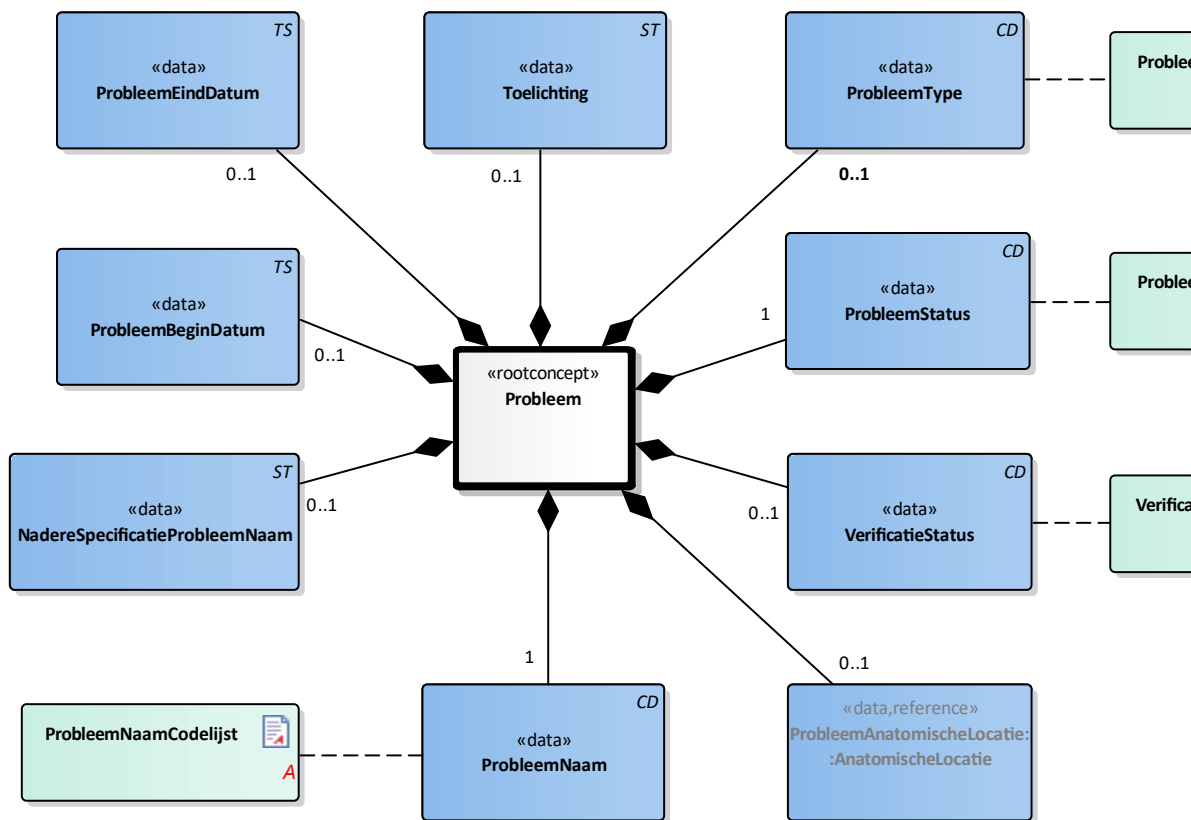 TS
«data»
ProbleemEindDatum
0..1
ST
«data»
Toelichting
0..1
CD
«data»
ProbleemType
0..1
TS
«data»
ProbleemBeginDatum
0..1
CD
«data»
ProbleemStatus
1
«rootconcept»
Probleem
ST
«data»
NadereSpecificatieProbleemNaam
0..1
CD
«data»
VerificatieStatus
0..1
ProbleemNaamCodelijst
A
1
CD
«data»
ProbleemNaam
0..1
«data,reference»
ProbleemAnatomischeLocatie:
:AnatomischeLocatie